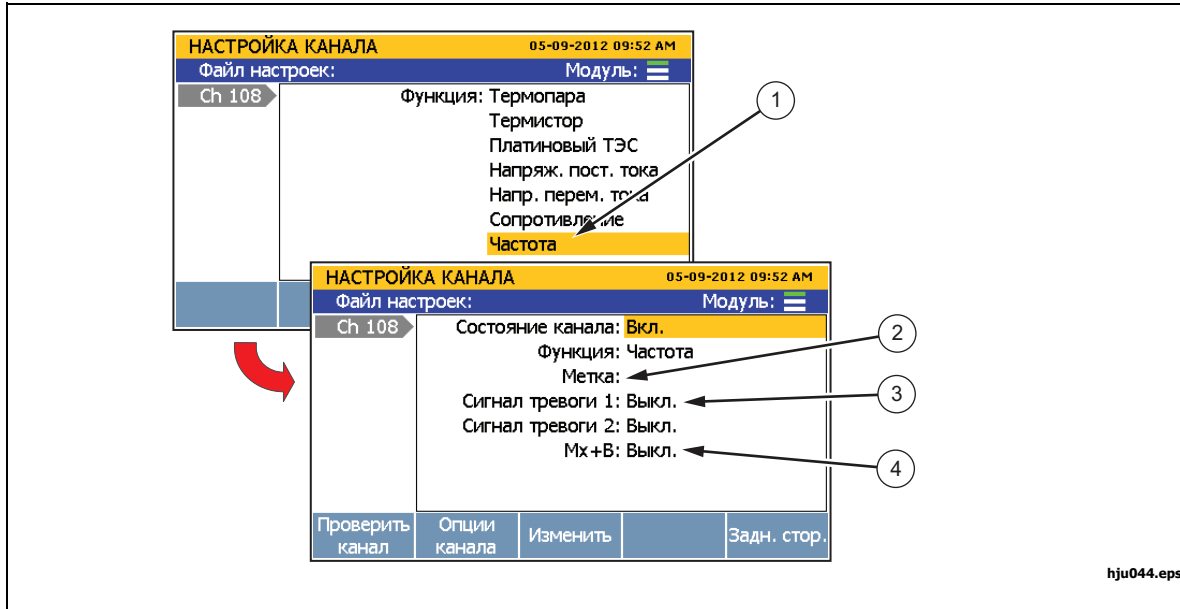 НАСТРОЙКА КАНАЛА 05-09-2012 09:52 AM
Файл настроек: Модуль:
Ch 108
Функция: Термопара
Термистор
Платиновый ТЭС
Напряж. пост. тока
Напр. перем. тока
Сопротивление
Частота
1
НАСТРОЙКА КАНАЛА 05-09-2012 09:52 AM
Файл настроек: Модуль:
Ch 108
Состояние канала: Вкл.
Функция: Частота
Метка:
Сигнал тревоги 1: Выкл.
Сигнал тревоги 2: Выкл.
Mx+B: Выкл.
2
3
4
Проверить канал
Опции канала
Изменить
Задн. стор.
hju044.eps